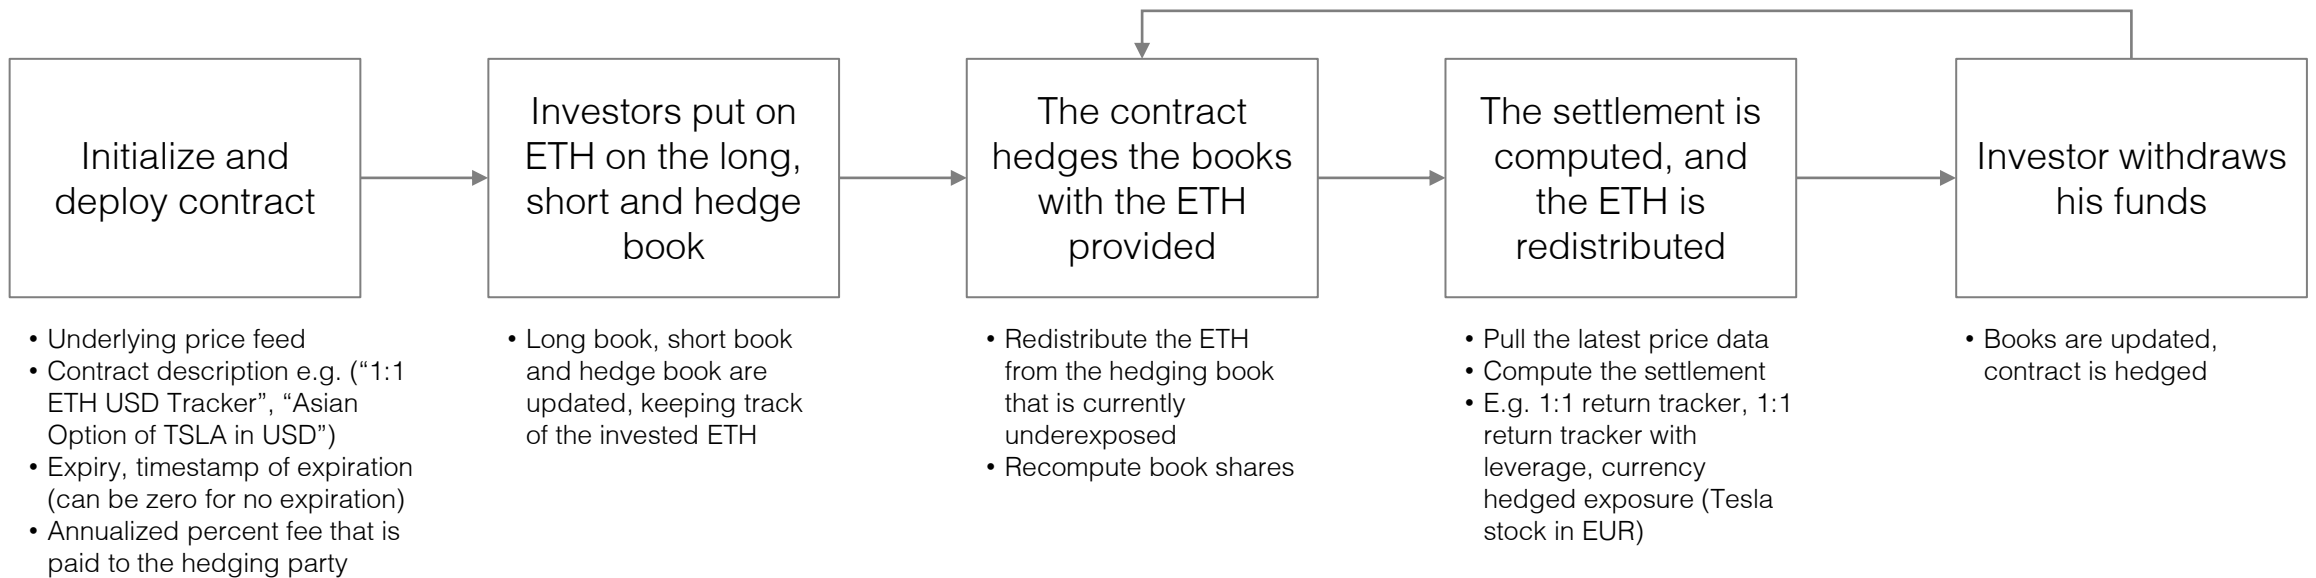 Initialize and
deploy contract
Investors put on
ETH on the long,
short and hedge
book
The contract
hedges the books
with the ETH
provided
The settlement is
computed, and
the ETH is
redistributed
Investor withdraws
his funds
• Underlying price feed
• Contract description e.g. (“1:1
ETH USD Tracker”, “Asian
Option of TSLA in USD”)
• Expiry, timestamp of expiration
(can be zero for no expiration)
• Annualized percent fee that is
paid to the hedging party
• Long book, short book
and hedge book are
updated, keeping track
of the invested ETH
• Redistribute the ETH
from the hedging book
that is currently
underexposed
• Recompute book shares
• Pull the latest price data
• Compute the settlement
• E.g. 1:1 return tracker, 1:1
return tracker with
leverage, currency
hedged exposure (Tesla
stock in EUR)
• Books are updated,
contract is hedged